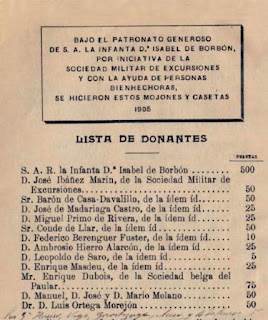 BAJO EL PATRONATO GENEROSO
DE S. A. LA INFANTA D.ª ISABEL DE BORBÓN,
POR INICIATIVA DE LA
SOCIEDAD MILITAR DE EXCURSIONES
Y CON LA AYUDA DE PERSONAS
BIENHECHORAS,
SE HICIERON ESTOS MOJONES Y CASETAS
1906
LISTA DE DONANTES
PESETAS
S. A. R. la Infanta D.ª Isabel de Borbón 500
D. José Ibáñez Marín, de la Sociedad Militar de
Excursiones. 50
Sr. Barón de Casa-Davalillo, de la ídem íd. 50
D. José de Madariaga Castro, de la ídem íd. 25
D. Miguel Primo de Rivera, de la ídem íd. 25
Sr. Conde de Llar, de la ídem íd. 50
D. Federico Berenguer Fuster, de la ídem íd. 10
D. Ambrosio Hierro Alarcón, de la ídem íd. 25
D. Leopoldo de Saro, de la ídem íd. 5
D. Enrique Masdeu, de la ídem íd. 25
Mr. Enrique Dubois, de la Sociedad belga del
Paular. 75
D. Manuel, D. José y D. Mario Molano 50
Dr. D. Luis Ortega Morejón 50